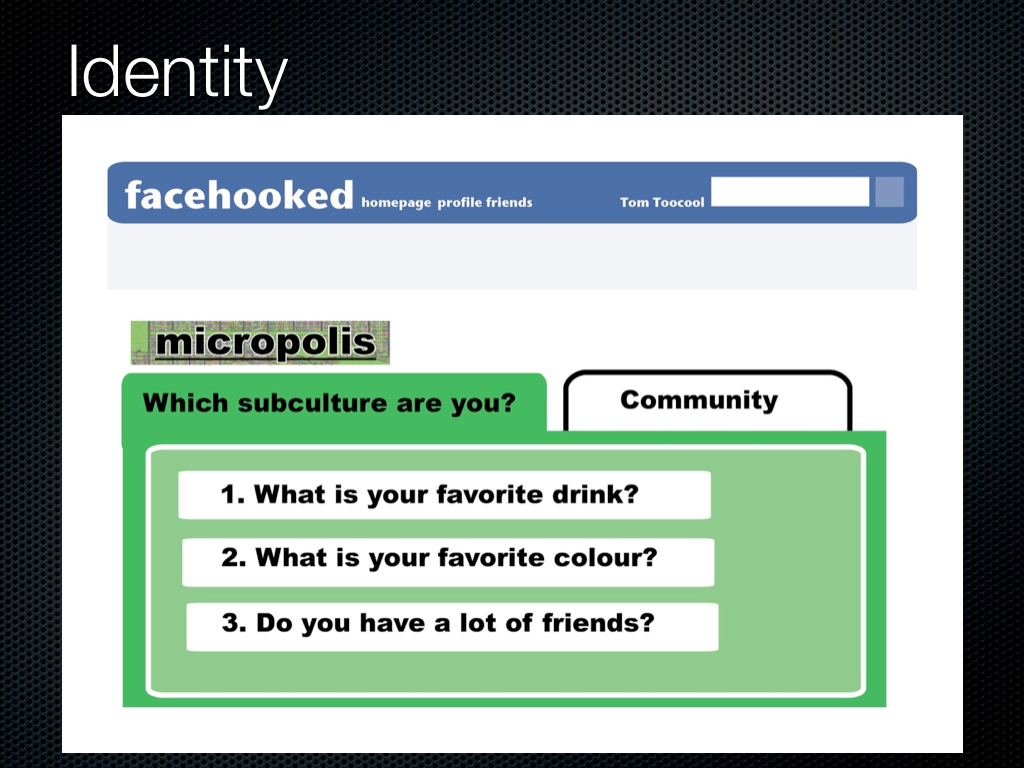 Identity
facehooked homepage profile friends Tom Toocool
micropolis
Which subculture are you? Community
1. What is your favorite drink?
2. What is your favorite colour?
3. Do you have a lot of friends?